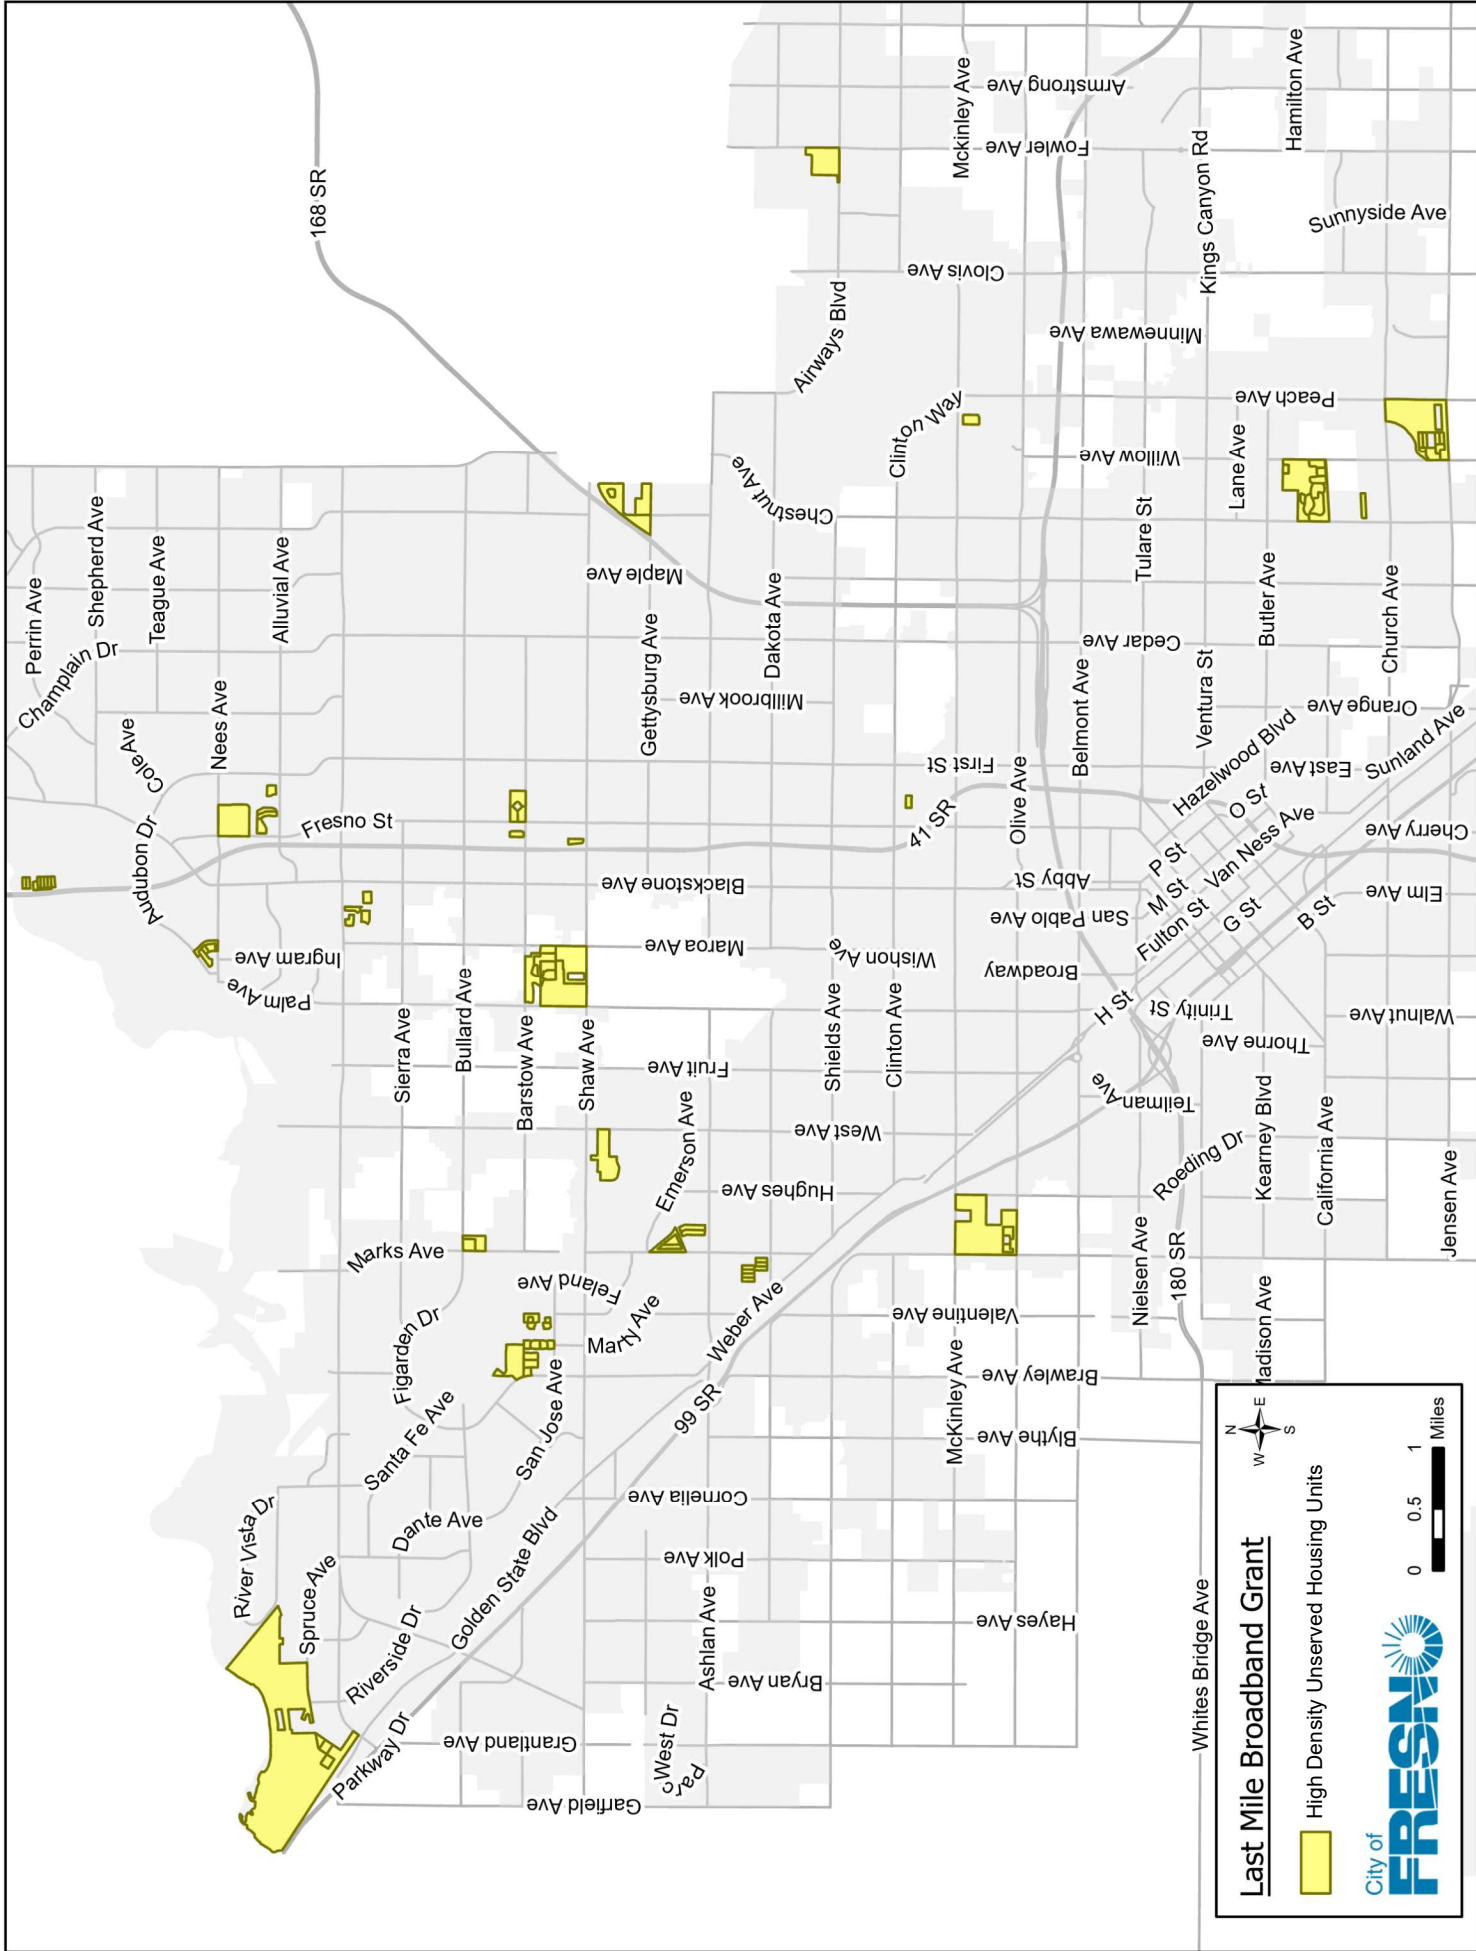 168 SR
Armstrong Ave
Mckinley Ave
Fowler Ave
Hamilton Ave
Kings Canyon Rd
Sunnyside Ave
Clovis Ave
Airways Blvd
Minnewawa Ave
Peach Ave
Clinton Way
Willow Ave
Lane Ave
Chestnut Ave
Tulare St
Perrin Ave
Shepherd Ave
Teague Ave
Alluvial Ave
Maple Ave
Dakota Ave
Butler Ave
Church Ave
Champlain Dr
Gettysburg Ave
Cedar Ave
Millbrook Ave
Belmont Ave
Ventura St
Orange Ave
Cole Ave
Nees Ave
First St
Olive Ave
Hazelwood Blvd
East Ave
Sunland Ave
Audubon Dr
Fresno St
41 SR
O St
Van Ness Ave
Cherry Ave
Blackstone Ave
Abby St
P St
M St
San Pablo Ave
Fulton St
G St
B St
Elm Ave
Ingram Ave
Palm Ave
Maroa Ave
Wishon Ave
Broadway
Sierra Ave
Bullard Ave
Barstow Ave
Shaw Ave
Fruit Ave
Shields Ave
Clinton Ave
H St
Trinity St
Walnut Ave
Thorne Ave
Teilman Ave
Kearney Blvd
California Ave
Emerson Ave
West Ave
Hughes Ave
Roeding Dr
Jensen Ave
Marks Ave
Feland Ave
Nielsen Ave
180 SR
Figarden Dr
Marty Ave
Weber Ave
Valentine Ave
Madison Ave
Santa Fe Ave
San Jose Ave
99 SR
McKinley Ave
Brawley Ave
Blythe Ave
River Vista Dr
Dante Ave
Cornelia Ave
Spruce Ave
Golden State Blvd
Polk Ave
Riverside Dr
Ashlan Ave
Hayes Ave
Whites Bridge Ave
Bryan Ave
Parkway Dr
Grantland Ave
West Dr
Parc
Garfield Ave
Last Mile Broadband Grant
N
W E
S
High Density Unserved Housing Units
0 0.5 1
Miles
City of
FRESNO